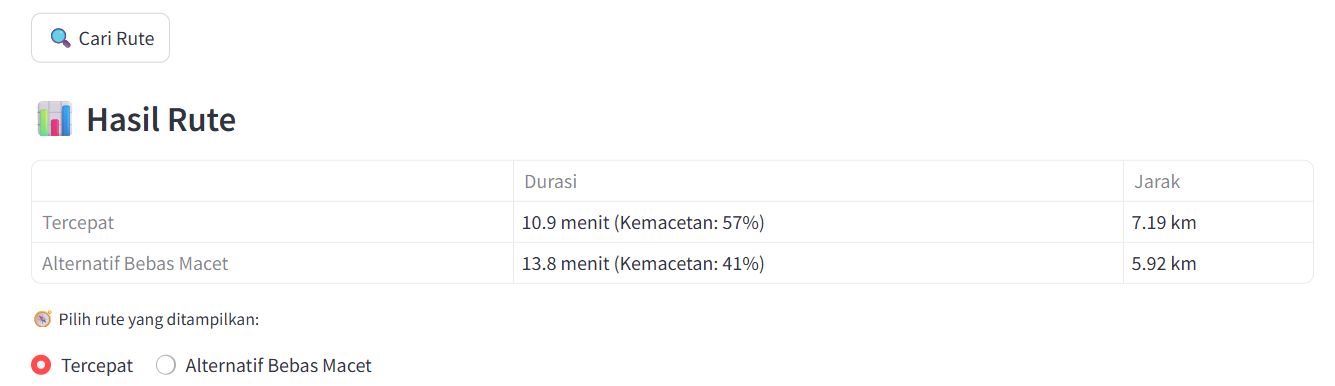 Cari Rute
Hasil Rute
Durasi Jarak
Tercepat 10.9 menit (Kemacetan: 57%) 7.19 km
Alternatif Bebas Macet 13.8 menit (Kemacetan: 41%) 5.92 km
Pilih rute yang ditampilkan:
Tercepat Alternatif Bebas Macet